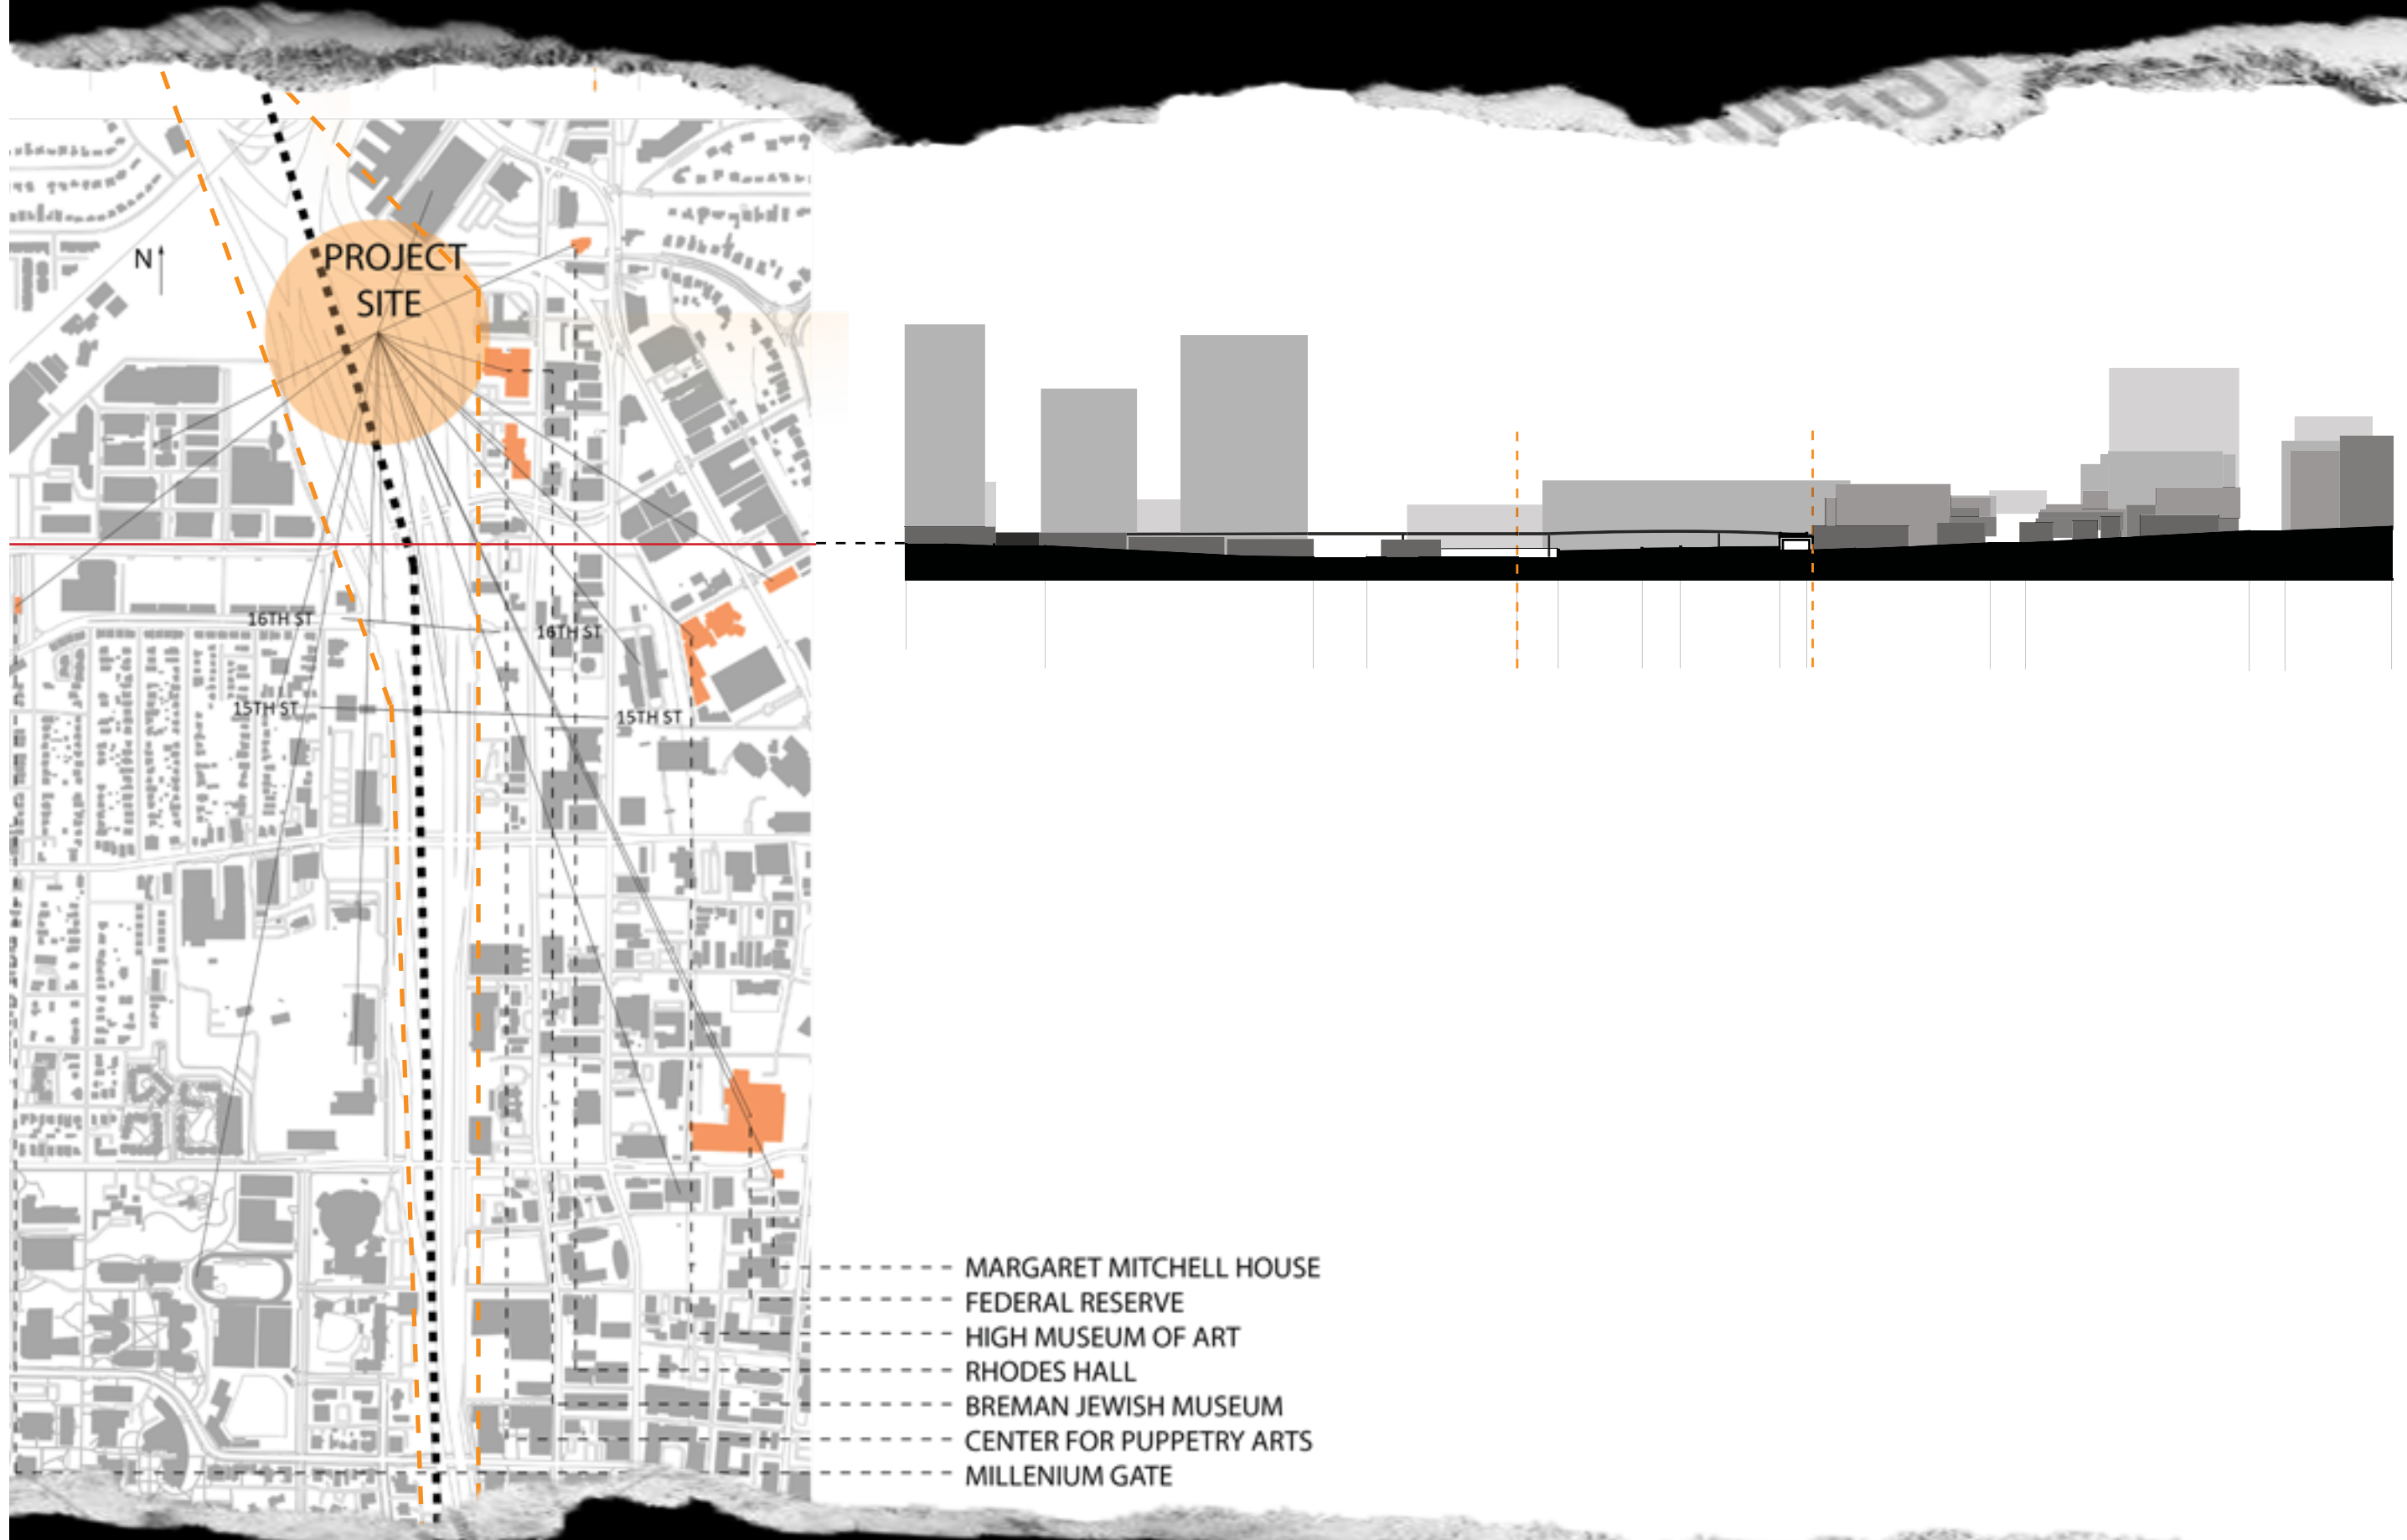 PROJECT
SITE
N
16TH ST
16TH ST
15TH ST
15TH ST
MARGARET MITCHELL HOUSE
FEDERAL RESERVE
HIGH MUSEUM OF ART
RHODES HALL
BREMAN JEWISH MUSEUM
CENTER FOR PUPPETRY ARTS
MILLENIUM GATE